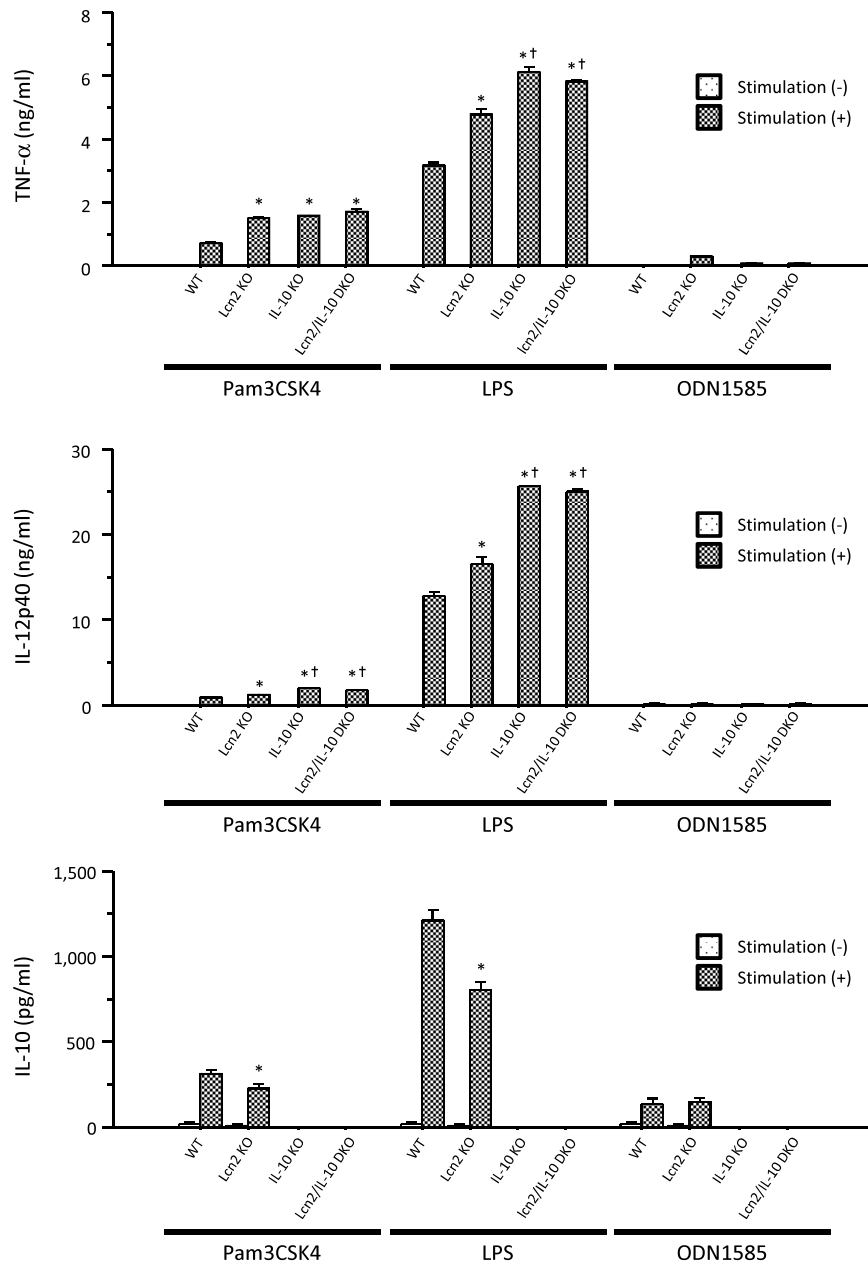 TNF-α (ng/ml)
8
6
4
2
0
* * * * *† *†
Stimulation (-)
Stimulation (+)
WT Lcn2 KO IL-10 KO Lcn2/IL-10 DKO WT Lcn2 KO IL-10 KO lcn2/IL-10 DKO WT Lcn2 KO IL-10 KO Lcn2/IL-10 DKO
Pam3CSK4 LPS ODN1585
IL-12p40 (ng/ml)
30
20
10
0
* *† *† * *† *†
Stimulation (-)
Stimulation (+)
WT Lcn2 KO IL-10 KO Lcn2/IL-10 DKO WT Lcn2 KO IL-10 KO Lcn2/IL-10 DKO WT Lcn2 KO IL-10 KO Lcn2/IL-10 DKO
Pam3CSK4 LPS ODN1585
IL-10 (pg/ml)
1,500
1,000
500
0
* *
Stimulation (-)
Stimulation (+)
WT Lcn2 KO IL-10 KO Lcn2/IL-10 DKO WT Lcn2 KO IL-10 KO lcn2/IL-10 DKO WT Lcn2 KO IL-10 KO Lcn2/IL-10 DKO
Pam3CSK4 LPS ODN1585